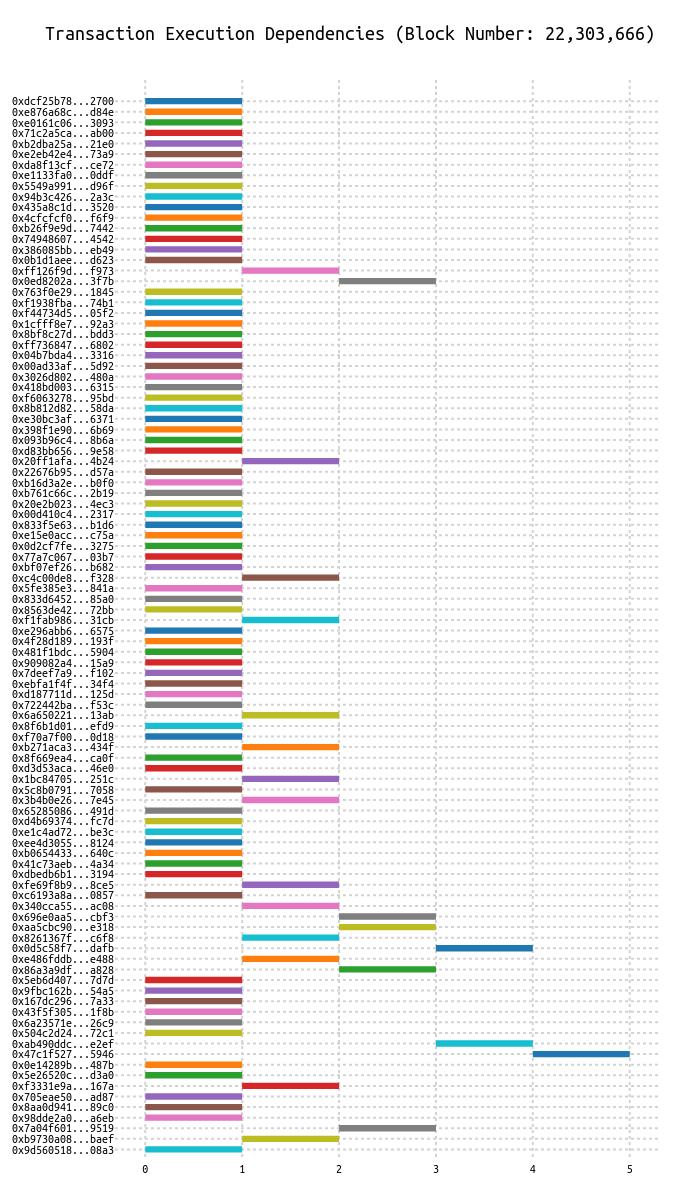 Transaction Execution Dependencies (Block Number: 22,303,666)
0xdcf25b78...2700
0xe876a68c...d84e
0xe0161c06...3093
0x71c2a5ca...ab00
0xb2dba25a...21e0
0xe2eb42e4...73a9
0xda8f13cf...ce72
0xe1133fa0...0ddf
0x5549a991...d96f
0x94b3c426...2a3c
0x435a8c1d...3520
0x4cfcfcf0...f6f9
0xb26f9e9d...7442
0x74948607...4542
0x386085bb...eb49
0x0b1d1aee...d623
0xff126f9d...f973
0x0ed8202a...3f7b
0x763f0e29...1845
0xf1938fba...74b1
0xf44734d5...05f2
0x1cfff8e7...92a3
0x8bf8c27d...bdd3
0xff736847...6802
0x04b7bda4...3316
0x00ad33af...5d92
0x3026d802...480a
0x418bd003...6315
0xf6063278...95bd
0x8b812d82...58da
0xe30bc3af...6371
0x398f1e90...6b69
0x093b96c4...8b6a
0xd83bb656...9e58
0x20ff1afa...4b24
0x22676b95...d57a
0xb16d3a2e...b0f0
0xb761c66c...2b19
0x20e2b023...4ec3
0x00d410c4...2317
0x833f5e63...b1d6
0xe15e0acc...c75a
0x0d2cf7fe...3275
0x77a7c067...03b7
0xbf07ef26...b682
0xc4c00de8...f328
0x5fe385e3...841a
0x833d6452...85a0
0x8563de42...72bb
0xf1fab986...31cb
0xe296abb6...6575
0x4f28d189...193f
0x481f1bdc...5904
0x909082a4...15a9
0x7deef7a9...f102
0xebfa1f4f...34f4
0xd187711d...125d
0x722442ba...f53c
0x6a650221...13ab
0x8f6b1d01...efd9
0xf70a7f00...0d18
0xb271aca3...434f
0x8f669ea4...ca0f
0xd3d53aca...46e0
0x1bc84705...251c
0x5c8b0791...7058
0x3b4b0e26...7e45
0x65285086...491d
0xd4b69374...fc7d
0xe1c4ad72...be3c
0xee4d3055...8124
0xb0654433...640c
0x41c73aeb...4a34
0xdbedb6b1...3194
0xfe69f8b9...8ce5
0xc6193a8a...0857
0x340cca55...ac08
0x696e0aa5...cbf3
0xaa5cbc90...e318
0x8261367f...c6f8
0x0d5c58f7...dafb
0xe486fddb...e488
0x86a3a9df...a828
0x5eb6d407...7d7d
0x9fbc162b...54a5
0x167dc296...7a33
0x43f5f305...1f8b
0x6a23571e...26c9
0x504c2d24...72c1
0xab490ddc...e2ef
0x47c1f527...5946
0x0e14289b...487b
0x5e26520c...d3a0
0xf3331e9a...167a
0x705eae50...ad87
0x8aa0d941...89c0
0x98dde2a0...a6eb
0x7a04f601...9519
0xb9730a08...baef
0x9d560518...08a3
0 1 2 3 4 5